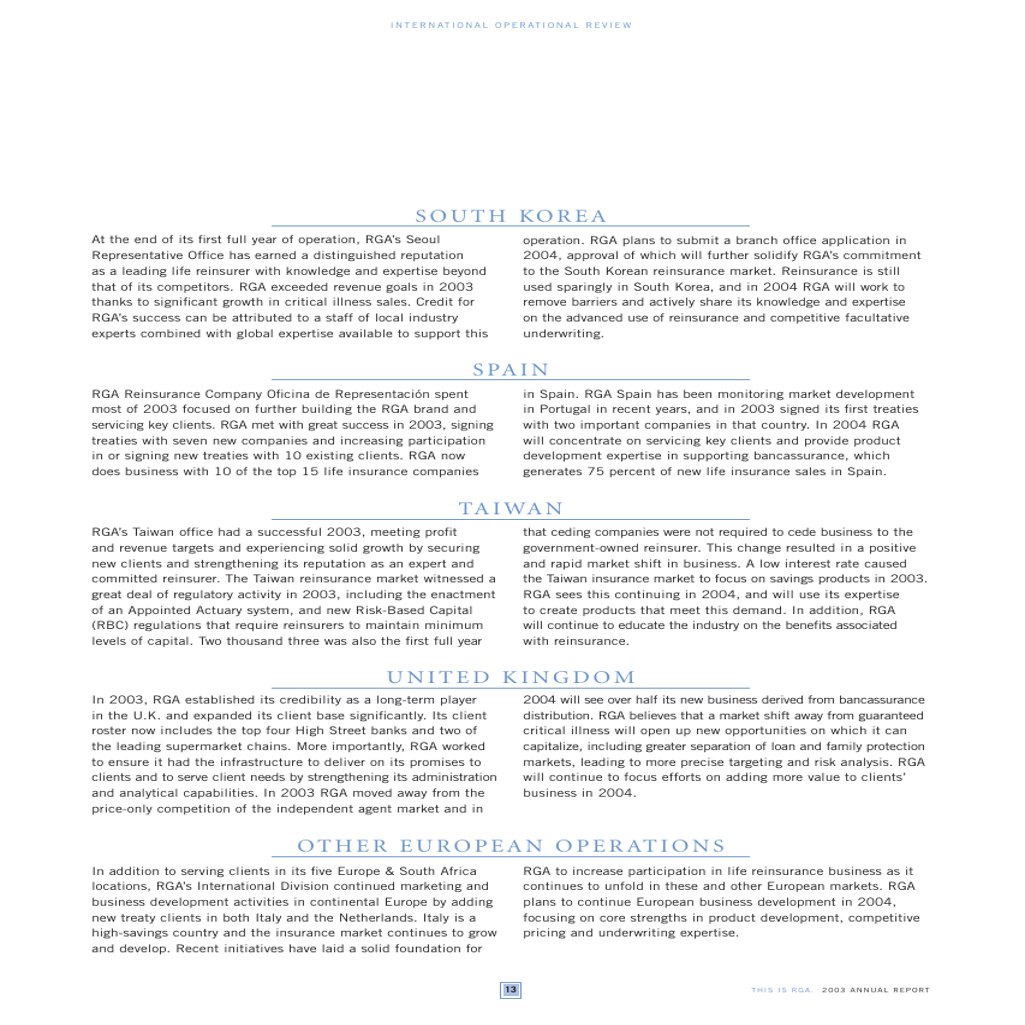 INTERNATIONAL OPERATIONAL REVIEW
SOUTH KOREA
At the end of its first full year of operation, RGA's Seoul
Representative Office has earned a distinguished reputation
as a leading life reinsurer with knowledge and expertise beyond
that of its competitors. RGA exceeded revenue goals in 2003
thanks to significant growth in critical illness sales. Credit for
RGA's success can be attributed to a staff of local industry
experts combined with global expertise available to support this
operation. RGA plans to submit a branch office application in
2004, approval of which will further solidify RGA's commitment
to the South Korean reinsurance market. Reinsurance is still
used sparingly in South Korea, and in 2004 RGA will work to
remove barriers and actively share its knowledge and expertise
on the advanced use of reinsurance and competitive facultative
underwriting.
SPAIN
RGA Reinsurance Company Oficina de Representación spent
most of 2003 focused on further building the RGA brand and
servicing key clients. RGA met with great success in 2003, signing
treaties with seven new companies and increasing participation
in or signing new treaties with 10 existing clients. RGA now
does business with 10 of the top 15 life insurance companies
in Spain. RGA Spain has been monitoring market development
in Portugal in recent years, and in 2003 signed its first treaties
with two important companies in that country. In 2004 RGA
will concentrate on servicing key clients and provide product
development expertise in supporting bancassurance, which
generates 75 percent of new life insurance sales in Spain.
TAIWAN
RGA's Taiwan office had a successful 2003, meeting profit
and revenue targets and experiencing solid growth by securing
new clients and strengthening its reputation as an expert and
committed reinsurer. The Taiwan reinsurance market witnessed a
great deal of regulatory activity in 2003, including the enactment
of an Appointed Actuary system, and new Risk-Based Capital
(RBC) regulations that require reinsurers to maintain minimum
levels of capital. Two thousand three was also the first full year
that ceding companies were not required to cede business to the
government-owned reinsurer. This change resulted in a positive
and rapid market shift in business. A low interest rate caused
the Taiwan insurance market to focus on savings products in 2003.
RGA sees this continuing in 2004, and will use its expertise
to create products that meet this demand. In addition, RGA
will continue to educate the industry on the benefits associated
with reinsurance.
UNITED KINGDOM
In 2003, RGA established its credibility as a long-term player
in the U.K. and expanded its client base significantly. Its client
roster now includes the top four High Street banks and two of
the leading supermarket chains. More importantly, RGA worked
to ensure it had the infrastructure to deliver on its promises to
clients and to serve client needs by strengthening its administration
and analytical capabilities. In 2003 RGA moved away from the
price-only competition of the independent agent market and in
2004 will see over half its new business derived from bancassurance
distribution. RGA believes that a market shift away from guaranteed
critical illness will open up new opportunities on which it can
capitalize, including greater separation of loan and family protection
markets, leading to more precise targeting and risk analysis. RGA
will continue to focus efforts on adding more value to clients'
business in 2004.
OTHER EUROPEAN OPERATIONS
In addition to serving clients in its five Europe & South Africa
locations, RGA's International Division continued marketing and
business development activities in continental Europe by adding
new treaty clients in both Italy and the Netherlands. Italy is a
high-savings country and the insurance market continues to grow
and develop. Recent initiatives have laid a solid foundation for
RGA to increase participation in life reinsurance business as it
continues to unfold in these and other European markets. RGA
plans to continue European business development in 2004,
focusing on core strengths in product development, competitive
pricing and underwriting expertise.
13
THIS IS RGA. 2003 ANNUAL REPORT